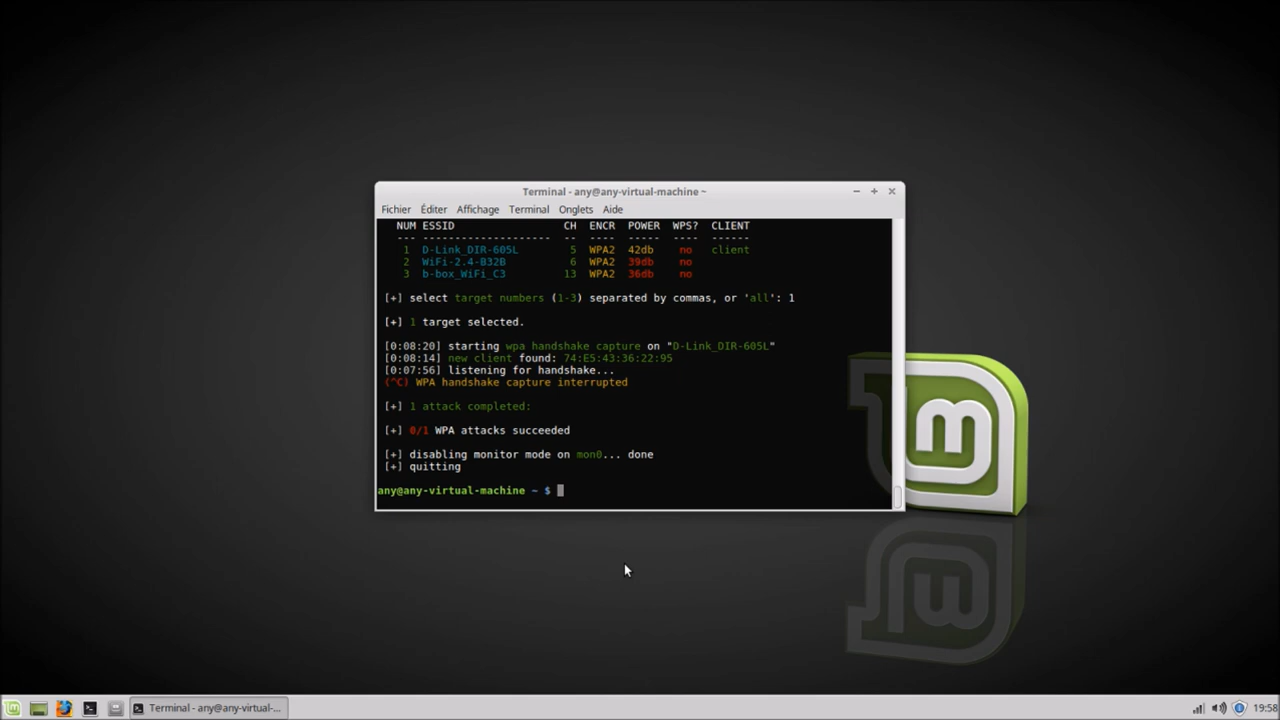 Terminal - any@any-virtual-machine ~
Fichier Éditer Affichage Terminal Onglets Aide
NUM ESSID CH ENCR POWER WPS? CLIENT
--- -------------------- -- ---- ----- ---- ------
1 D-Link_DIR-605L 5 WPA2 42db no client
2 WiFi-2.4-B32B 6 WPA2 39db no
3 b-box_WiFi_C3 13 WPA2 36db no
[+] select target numbers (1-3) separated by commas, or 'all': 1
[+] 1 target selected.
[0:08:20] starting wpa handshake capture on "D-Link_DIR-605L"
[0:08:14] new client found: 74:E5:43:36:22:95
[0:07:56] listening for handshake...
(^C) WPA handshake capture interrupted
[+] 1 attack completed:
[+] 0/1 WPA attacks succeeded
[+] disabling monitor mode on mon0... done
[+] quitting
any@any-virtual-machine ~ $
Terminal - any@any-virtual-...
19:58